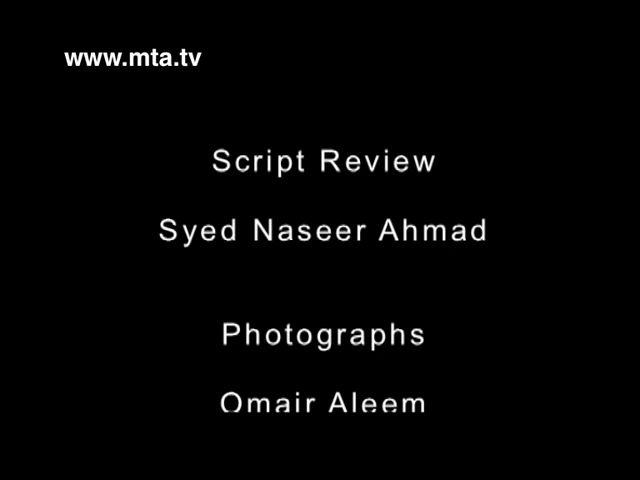 www.mta.tv
Script Review
Syed Naseer Ahmad
Photographs
Omair Aleem